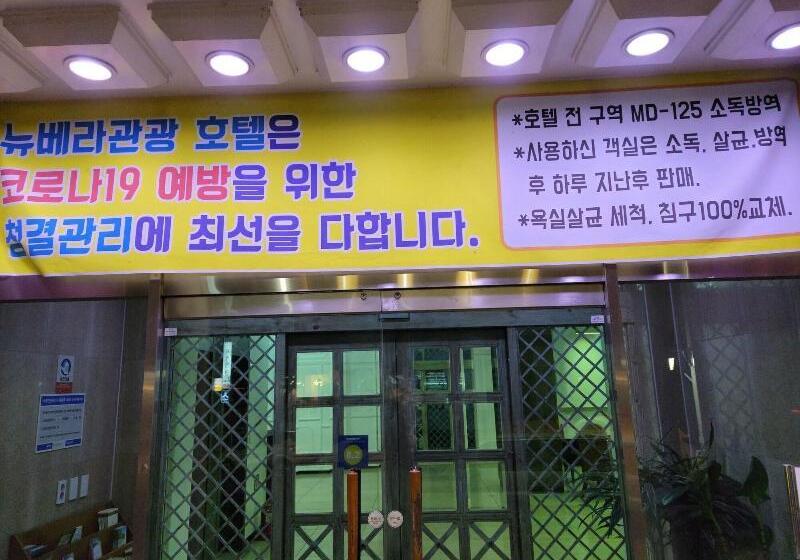 뉴베라관광 호텔은
코로나19 예방을 위한
청결관리에 최선을 다합니다.
*호텔 전 구역 MD-125 소독방역
*사용하신 객실은 소독, 살균.방역
후 하루 지난후 판매.
*욕실살균 세척, 침구100%교체.